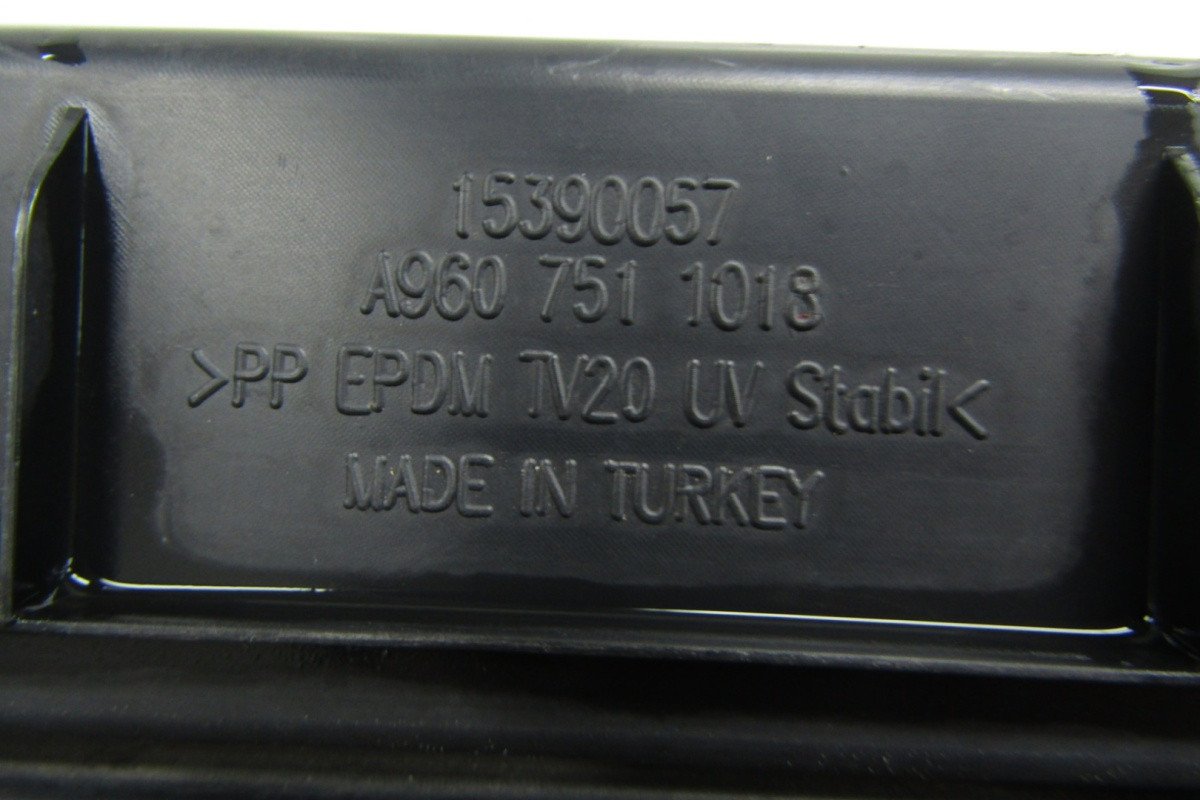 15390057
A960 751 1018
>PP EPDM TV20 UV Stabil<
MADE IN TURKEY